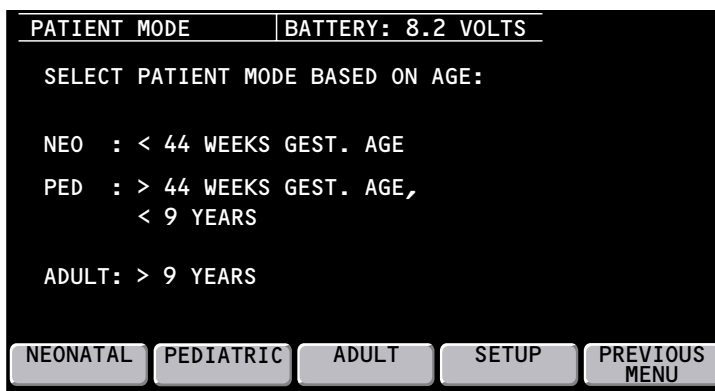 PATIENT MODE BATTERY: 8.2 VOLTS
SELECT PATIENT MODE BASED ON AGE:
NEO : < 44 WEEKS GEST. AGE
PED : > 44 WEEKS GEST. AGE,
< 9 YEARS
ADULT: > 9 YEARS
NEONATAL PEDIATRIC ADULT SETUP PREVIOUS
MENU